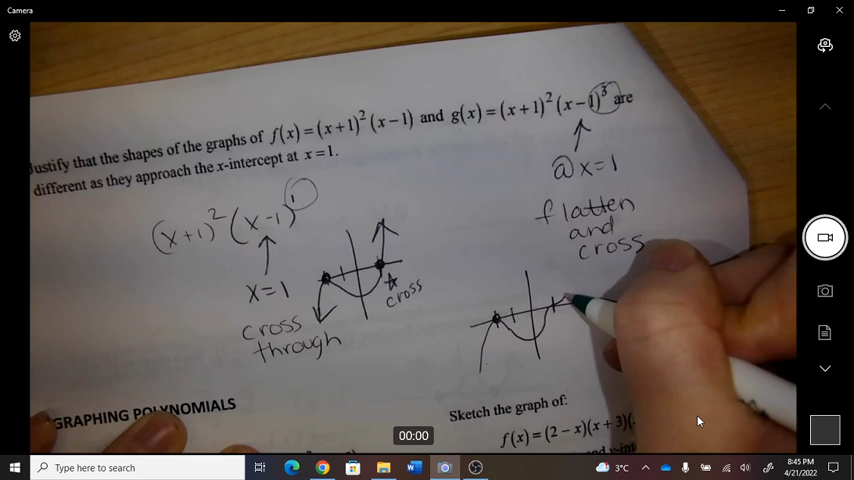 Camera
Justify that the shapes of the graphs of f(x) = (x+1)² (x−1) and g(x) = (x+1)² (x−1)³ are
different as they approach the x-intercept at x = 1.
(x+1)² (x-1)¹
x=1
cross
through
cross
@ x=1
flatten
and
cross
GRAPHING POLYNOMIALS
Sketch the graph of:
f(x) = (2 − x)(x + 3)(
00:00
Type here to search
3°C
8:45 PM
4/21/2022